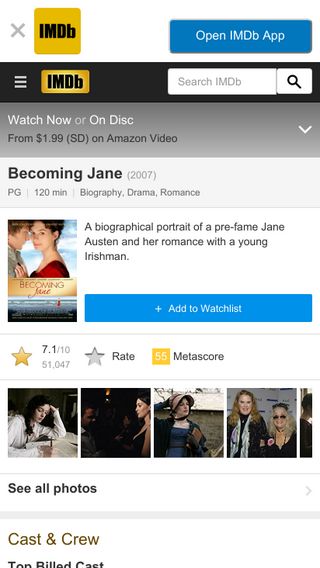 IMDb
Open IMDb App
IMDb
Search IMDb
Watch Now or On Disc
From $1.99 (SD) on Amazon Video
Becoming Jane (2007)
PG | 120 min | Biography, Drama, Romance
A biographical portrait of a pre-fame Jane
Austen and her romance with a young
Irishman.
BECOMING
Jane
+ Add to Watchlist
7.1/10
51,047
Rate
55 Metascore
See all photos
Cast & Crew
Top Billed Cast